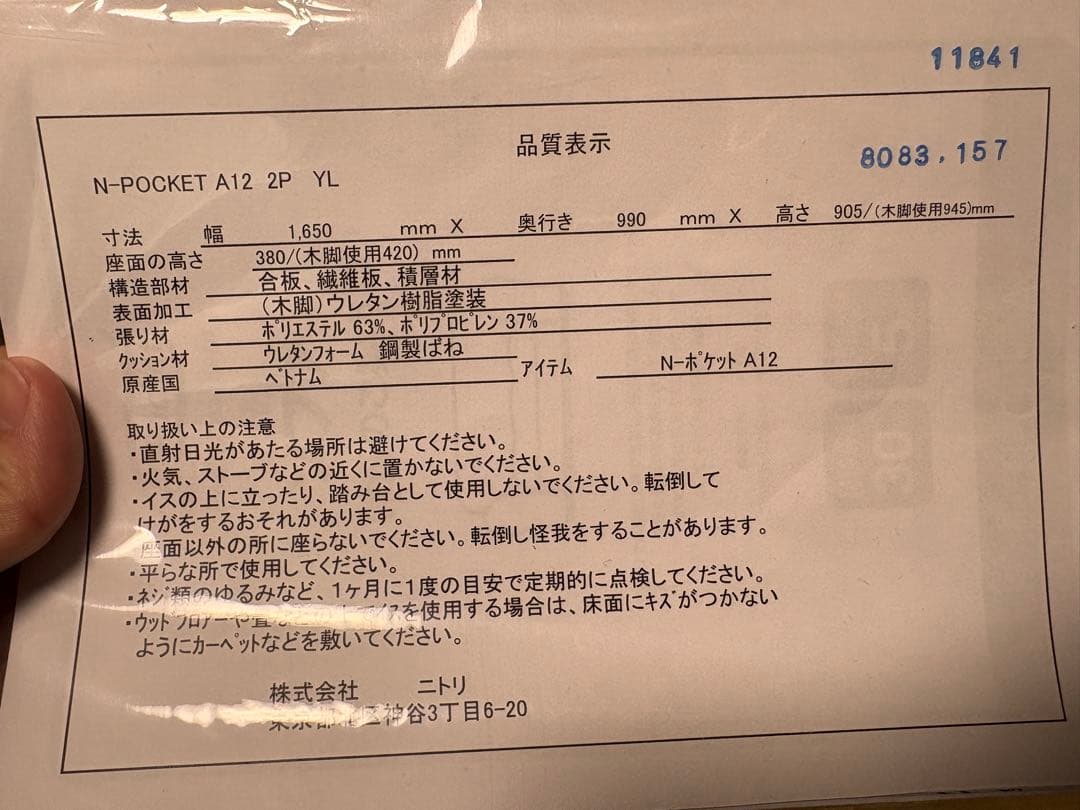 11841
品質表示
8083.157
N-POCKET A12 2P YL
寸法 幅 1,650 mm X 奥行き 990 mm X 高さ 905/(木脚使用945)mm
座面の高さ 380/(木脚使用420) mm
構造部材 合板、繊維板、積層材
表面加工 (木脚)ウレタン樹脂塗装
張り材 ﾎﾟﾘｴｽﾃﾙ 63%、ﾎﾟﾘﾌﾟﾛﾋﾟﾚﾝ 37%
ｸｯｼｮﾝ材 ｳﾚﾀﾝﾌｫｰﾑ 鋼製ばね
原産国 ﾍﾞﾄﾅﾑ アイテム N-ﾎﾟｹｯﾄ A12
取り扱い上の注意
・直射日光があたる場所は避けてください。
・火気、ストーブなどの近くに置かないでください。
・イスの上に立ったり、踏み台として使用しないでください。転倒して
けがをするおそれがあります。
座面以外の所に座らないでください。転倒し怪我をすることがあります。
・平らな所で使用してください。
・ﾈｼﾞ類のゆるみなど、1ヶ月に1度の目安で定期的に点検してください。
・ｳｯﾄﾞﾌﾛｱｰや イスを使用する場合は、床面にｷｽﾞがつかない
ようにｶｰﾍﾟｯﾄなどを敷いてください。
株式会社 ニトリ
東京都北区神谷3丁目6-20